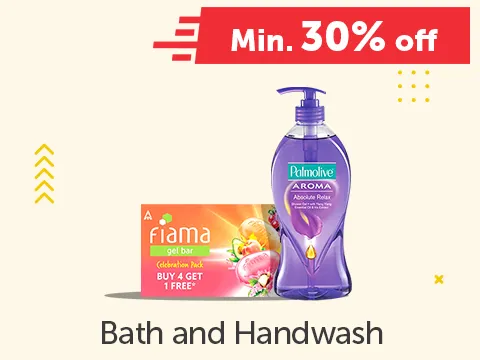 Min. 30% off
Palmolive
AROMA
Absolute Relax
fiama
gel bar
Celebration Pack
BUY 4 GET
1 FREE*
Bath and Handwash